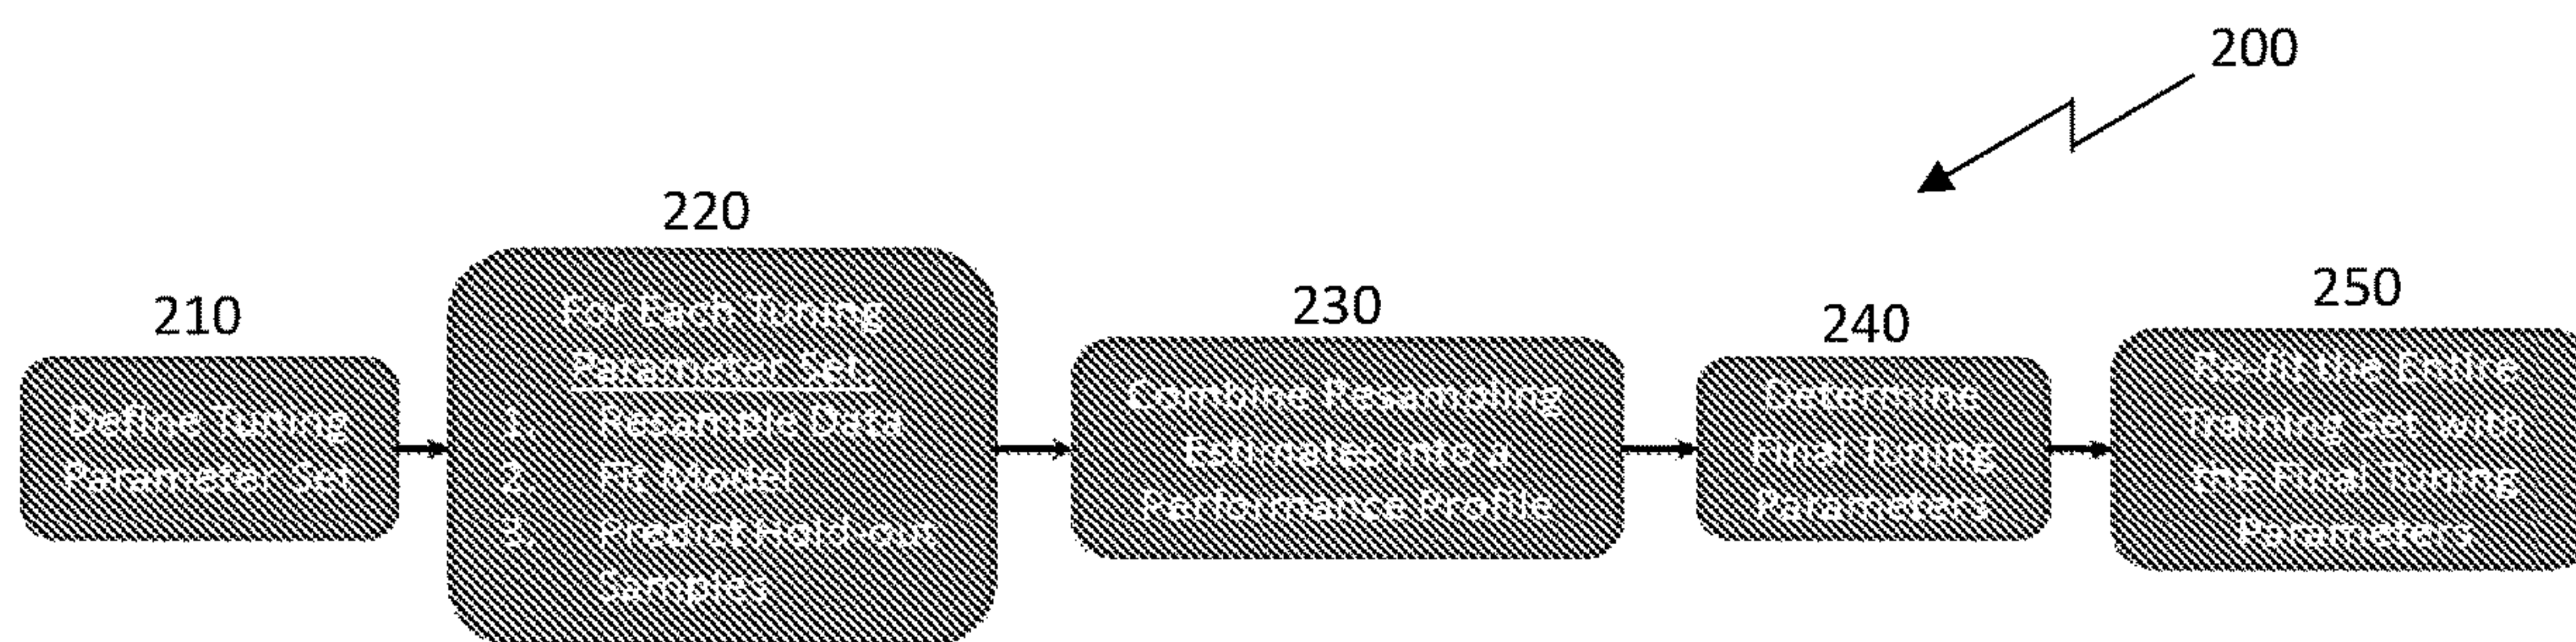 200
220
210
230
240
250
For Each Tuning
Parameter Set:
1. Resample Data
2. Fit Model
3. Predict Hold-out
Samples
Define Tuning
Parameter Set
Combine Resampling
Estimates into a
Performance Profile
Determine
Final Tuning
Parameters
Re-fit the Entire
Training Set with
the Final Tuning
Parameters